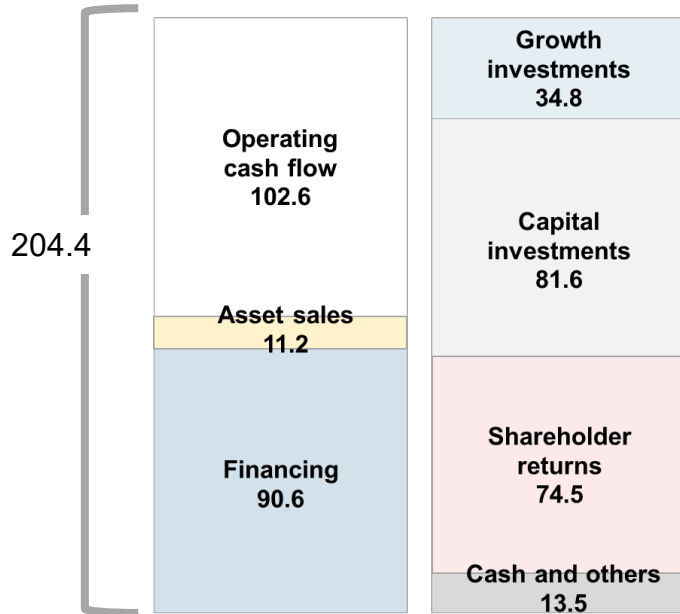 204.4
Operating
cash flow
102.6
Asset sales
11.2
Financing
90.6
Growth
investments
34.8
Capital
investments
81.6
Shareholder
returns
74.5
Cash and others
13.5